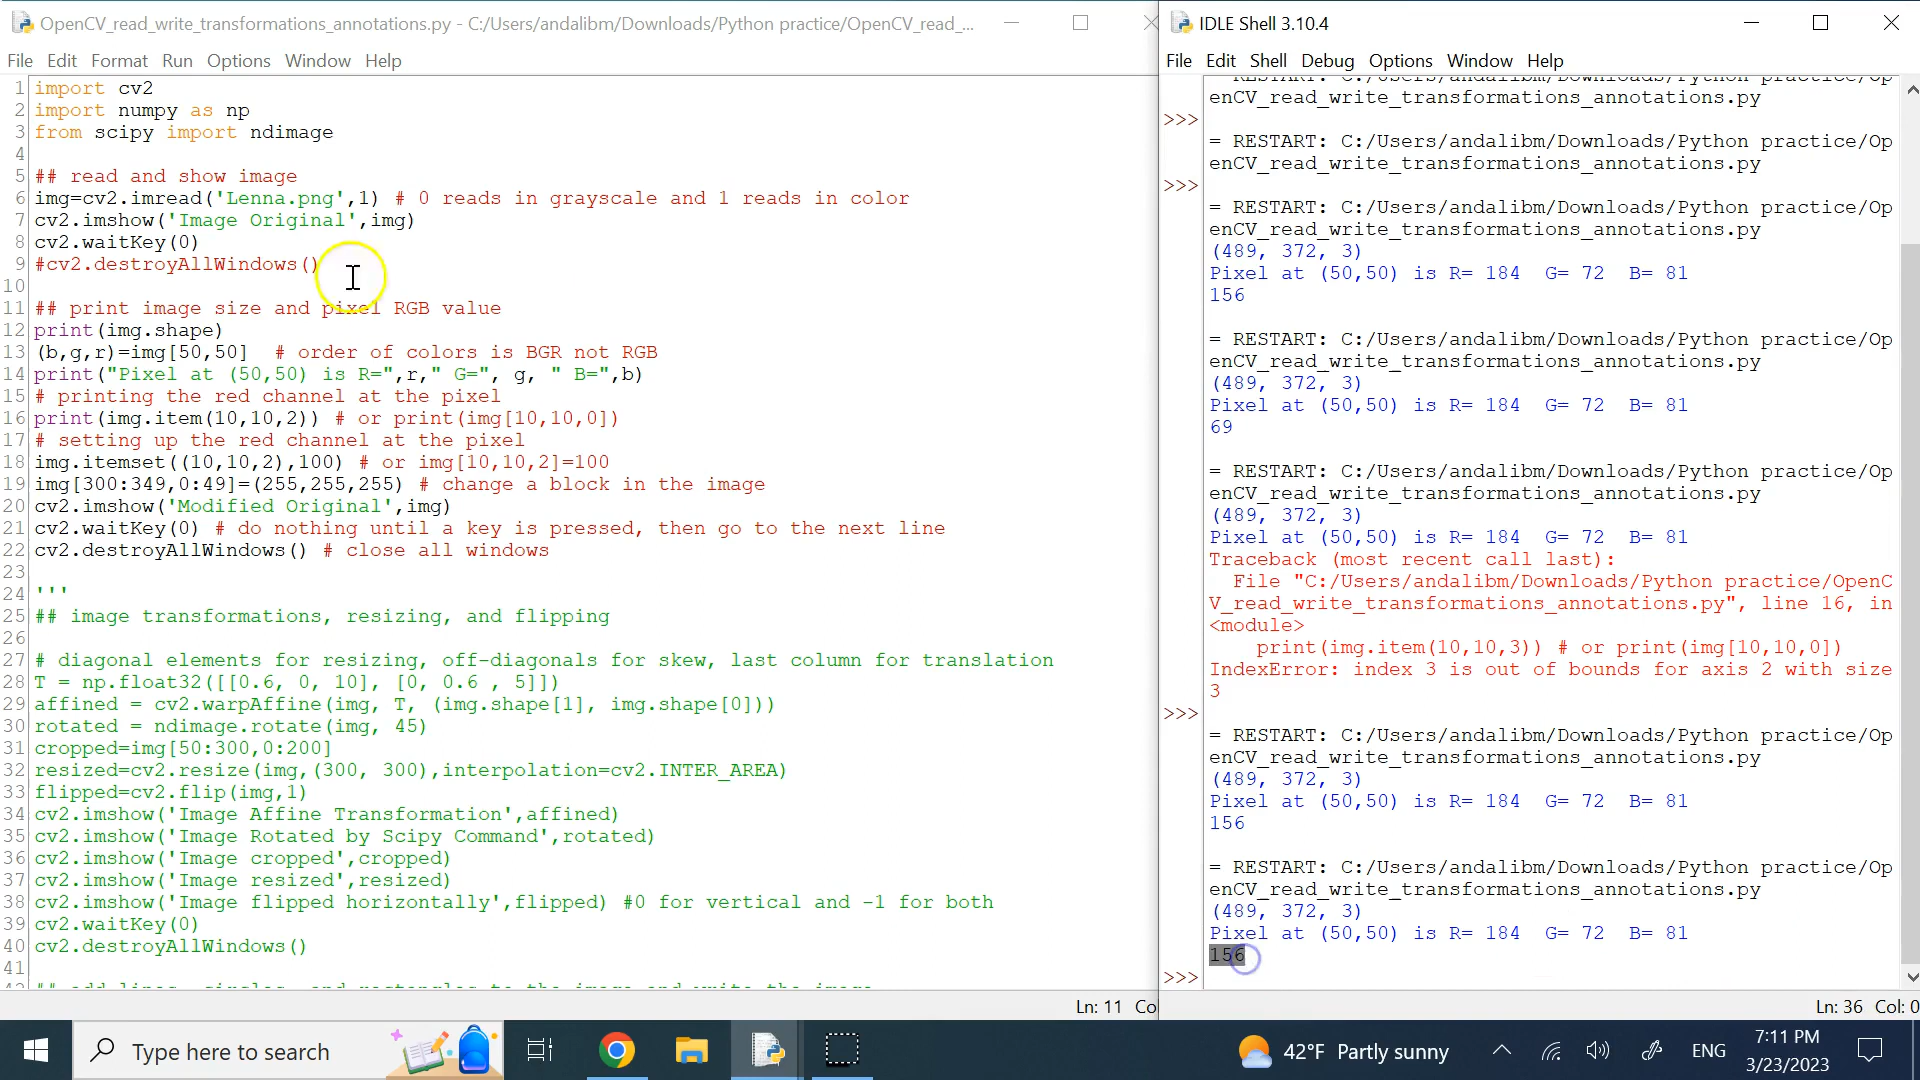 OpenCV_read_write_transformations_annotations.py - C:/Users/andalibm/Downloads/Python practice/OpenCV_read_...
File Edit Format Run Options Window Help
1 import cv2
2 import numpy as np
3 from scipy import ndimage
4
5 ## read and show image
6 img=cv2.imread('Lenna.png',1) # 0 reads in grayscale and 1 reads in color
7 cv2.imshow('Image Original',img)
8 cv2.waitKey(0)
9 #cv2.destroyAllWindows()
10
11 ## print image size and pixel RGB value
12 print(img.shape)
13 (b,g,r)=img[50,50]  # order of colors is BGR not RGB
14 print("Pixel at (50,50) is R=",r," G=", g, " B=",b)
15 # printing the red channel at the pixel
16 print(img.item(10,10,2)) # or print(img[10,10,0])
17 # setting up the red channel at the pixel
18 img.itemset((10,10,2),100) # or img[10,10,2]=100
19 img[300:349,0:49]=(255,255,255) # change a block in the image
20 cv2.imshow('Modified Original',img)
21 cv2.waitKey(0) # do nothing until a key is pressed, then go to the next line
22 cv2.destroyAllWindows() # close all windows
23
24 '''
25 ## image transformations, resizing, and flipping
26
27 # diagonal elements for resizing, off-diagonals for skew, last column for translation
28 T = np.float32([[0.6, 0, 10], [0, 0.6 , 5]])
29 affined = cv2.warpAffine(img, T, (img.shape[1], img.shape[0]))
30 rotated = ndimage.rotate(img, 45)
31 cropped=img[50:300,0:200]
32 resized=cv2.resize(img,(300, 300),interpolation=cv2.INTER_AREA)
33 flipped=cv2.flip(img,1)
34 cv2.imshow('Image Affine Transformation',affined)
35 cv2.imshow('Image Rotated by Scipy Command',rotated)
36 cv2.imshow('Image cropped',cropped)
37 cv2.imshow('Image resized',resized)
38 cv2.imshow('Image flipped horizontally',flipped) #0 for vertical and -1 for both
39 cv2.waitKey(0)
40 cv2.destroyAllWindows()
41
42 ## add lines, circles, and rectangles to the image and write the image
Ln: 11 Co
IDLE Shell 3.10.4
File Edit Shell Debug Options Window Help
= RESTART: C:/Users/andalibm/Downloads/Python practice/Op
enCV_read_write_transformations_annotations.py
>>>
= RESTART: C:/Users/andalibm/Downloads/Python practice/Op
enCV_read_write_transformations_annotations.py
>>>
= RESTART: C:/Users/andalibm/Downloads/Python practice/Op
enCV_read_write_transformations_annotations.py
(489, 372, 3)
Pixel at (50,50) is R= 184  G= 72  B= 81
156
= RESTART: C:/Users/andalibm/Downloads/Python practice/Op
enCV_read_write_transformations_annotations.py
(489, 372, 3)
Pixel at (50,50) is R= 184  G= 72  B= 81
69
= RESTART: C:/Users/andalibm/Downloads/Python practice/Op
enCV_read_write_transformations_annotations.py
(489, 372, 3)
Pixel at (50,50) is R= 184  G= 72  B= 81
Traceback (most recent call last):
File "C:/Users/andalibm/Downloads/Python practice/OpenC
V_read_write_transformations_annotations.py", line 16, in
<module>
print(img.item(10,10,3)) # or print(img[10,10,0])
IndexError: index 3 is out of bounds for axis 2 with size
3
>>>
= RESTART: C:/Users/andalibm/Downloads/Python practice/Op
enCV_read_write_transformations_annotations.py
(489, 372, 3)
Pixel at (50,50) is R= 184  G= 72  B= 81
156
= RESTART: C:/Users/andalibm/Downloads/Python practice/Op
enCV_read_write_transformations_annotations.py
(489, 372, 3)
Pixel at (50,50) is R= 184  G= 72  B= 81
156
>>>
Ln: 36 Col: 0
Type here to search
42°F Partly sunny
ENG
7:11 PM
3/23/2023